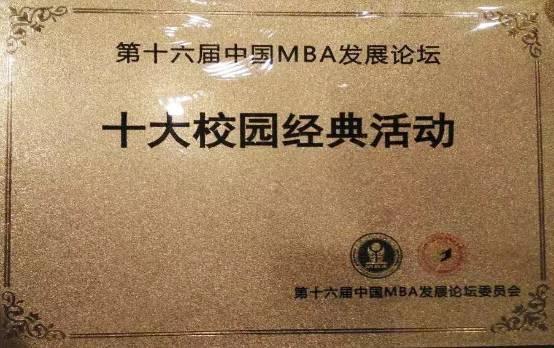 第十六届中国MBA发展论坛
十大校园经典活动
第十六届中国MBA发展论坛委员会